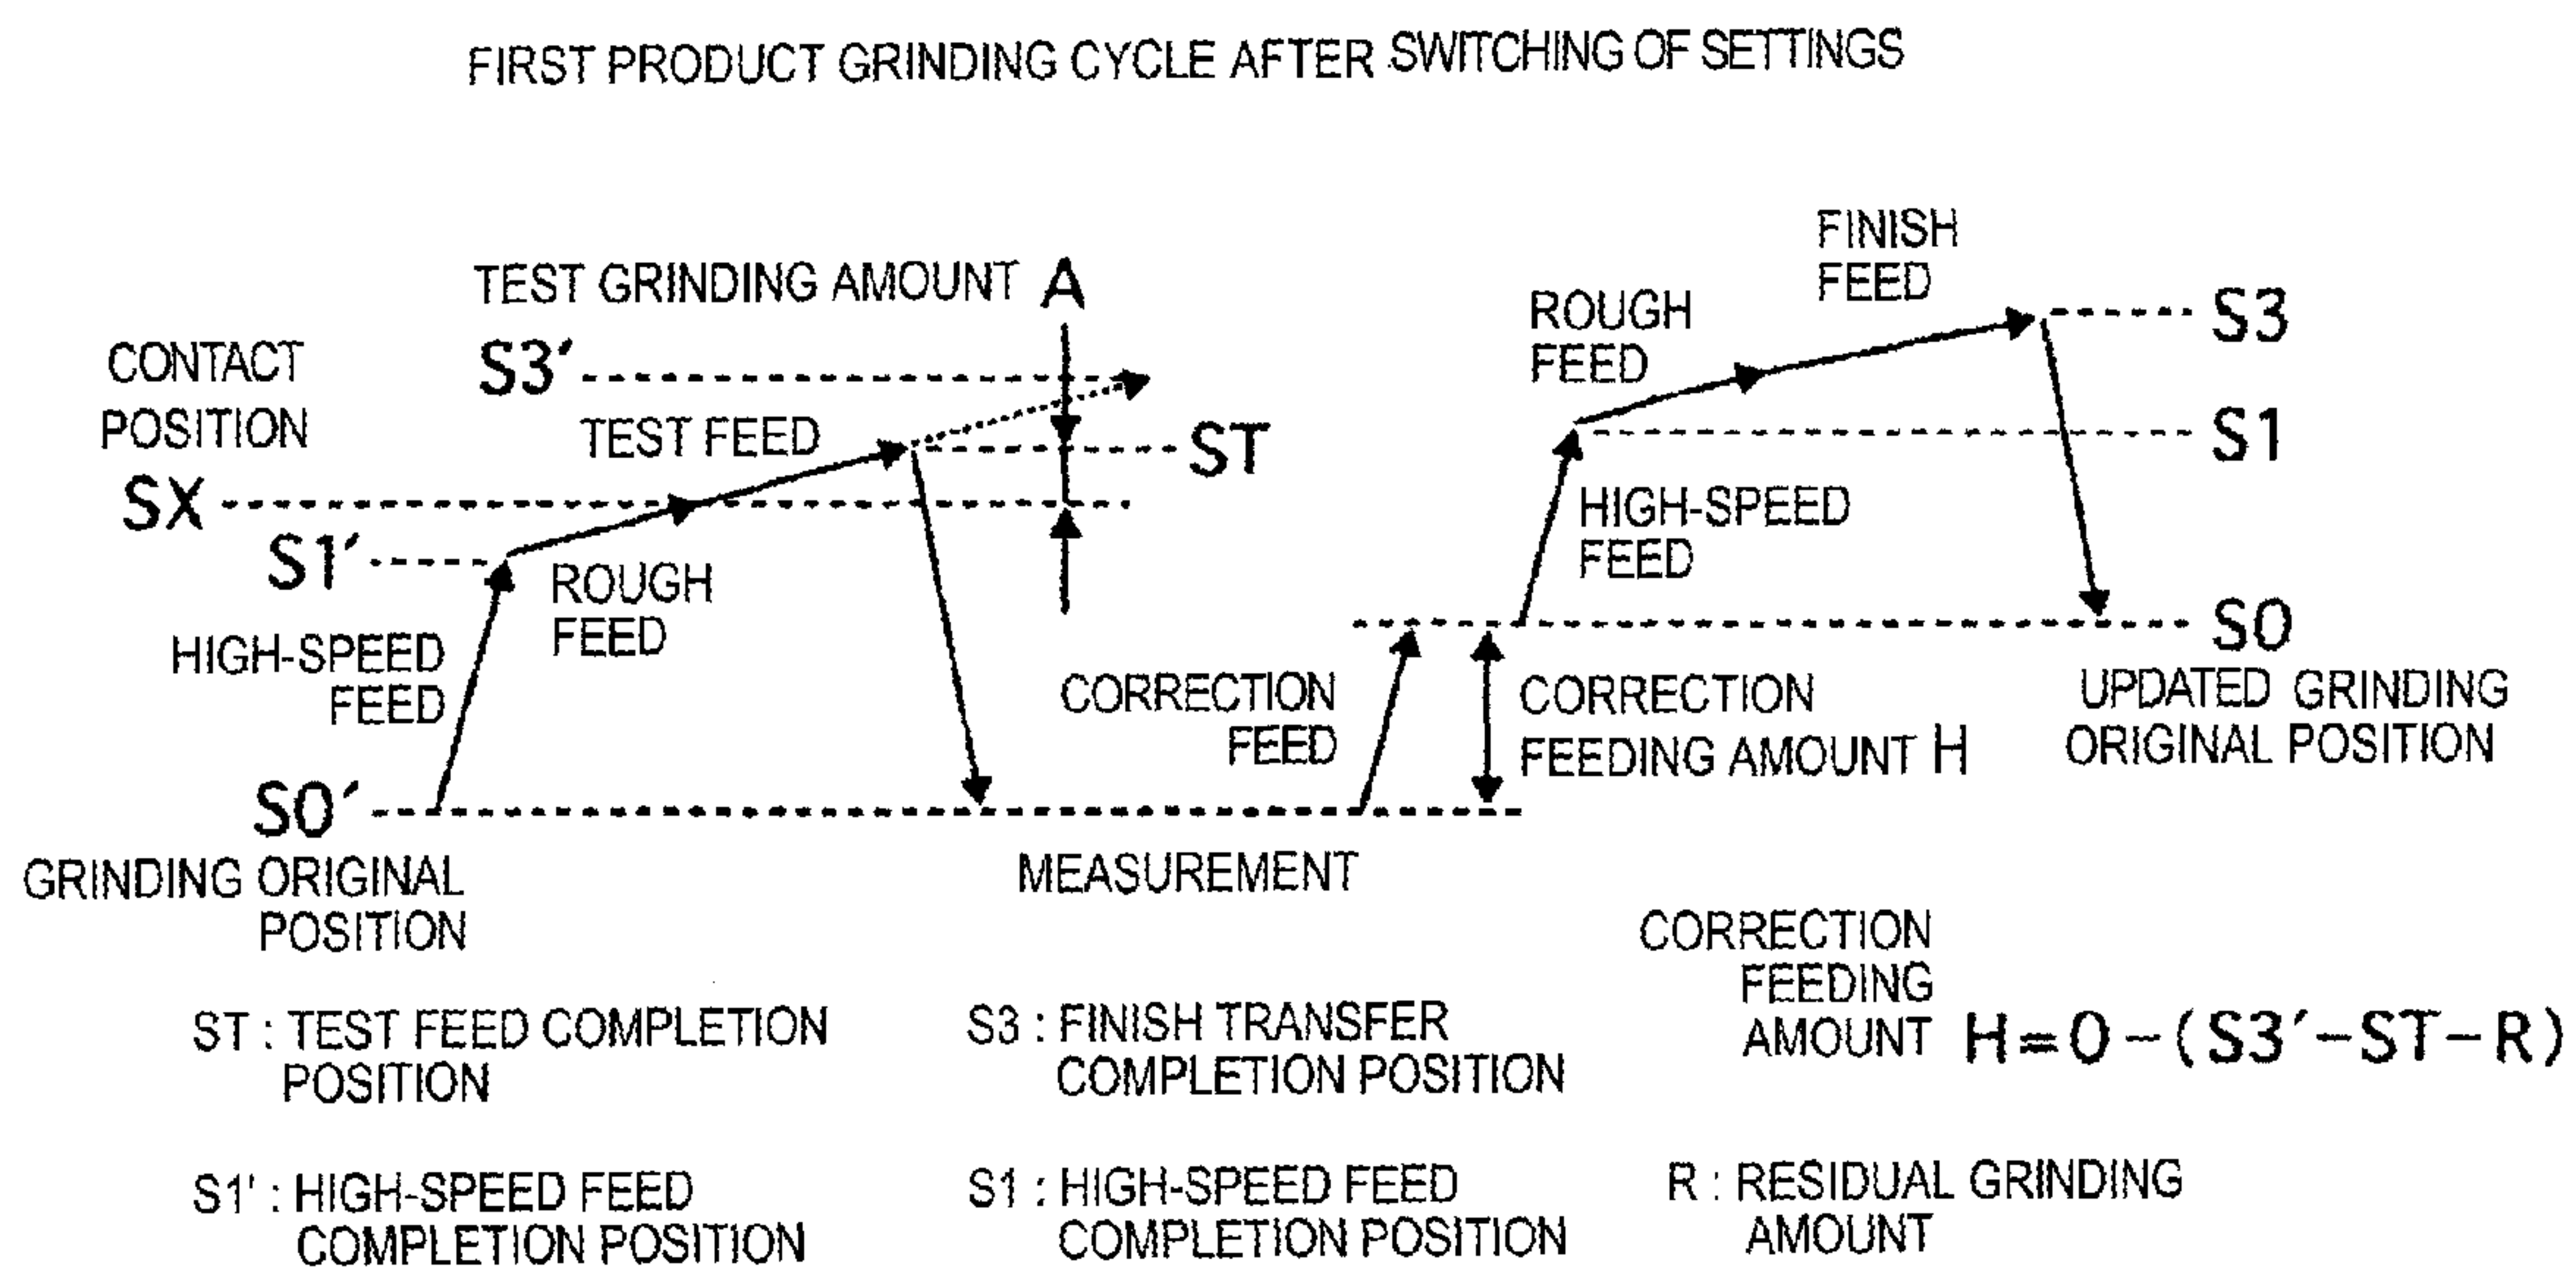 FIRST PRODUCT GRINDING CYCLE AFTER SWITCHING OF SETTINGS
TEST GRINDING AMOUNT A
CONTACT
POSITION
S3′
TEST FEED
ST
SX
S1′
ROUGH
FEED
HIGH-SPEED
FEED
S0′
GRINDING ORIGINAL
POSITION
MEASUREMENT
CORRECTION
FEED
CORRECTION
FEEDING AMOUNT H
ROUGH
FEED
FINISH
FEED
S3
S1
HIGH-SPEED
FEED
S0
UPDATED GRINDING
ORIGINAL POSITION
CORRECTION
FEEDING
AMOUNT H=0-(S3′-ST-R)
ST : TEST FEED COMPLETION
POSITION
S3 : FINISH TRANSFER
COMPLETION POSITION
S1' : HIGH-SPEED FEED
COMPLETION POSITION
S1 : HIGH-SPEED FEED
COMPLETION POSITION
R : RESIDUAL GRINDING
AMOUNT